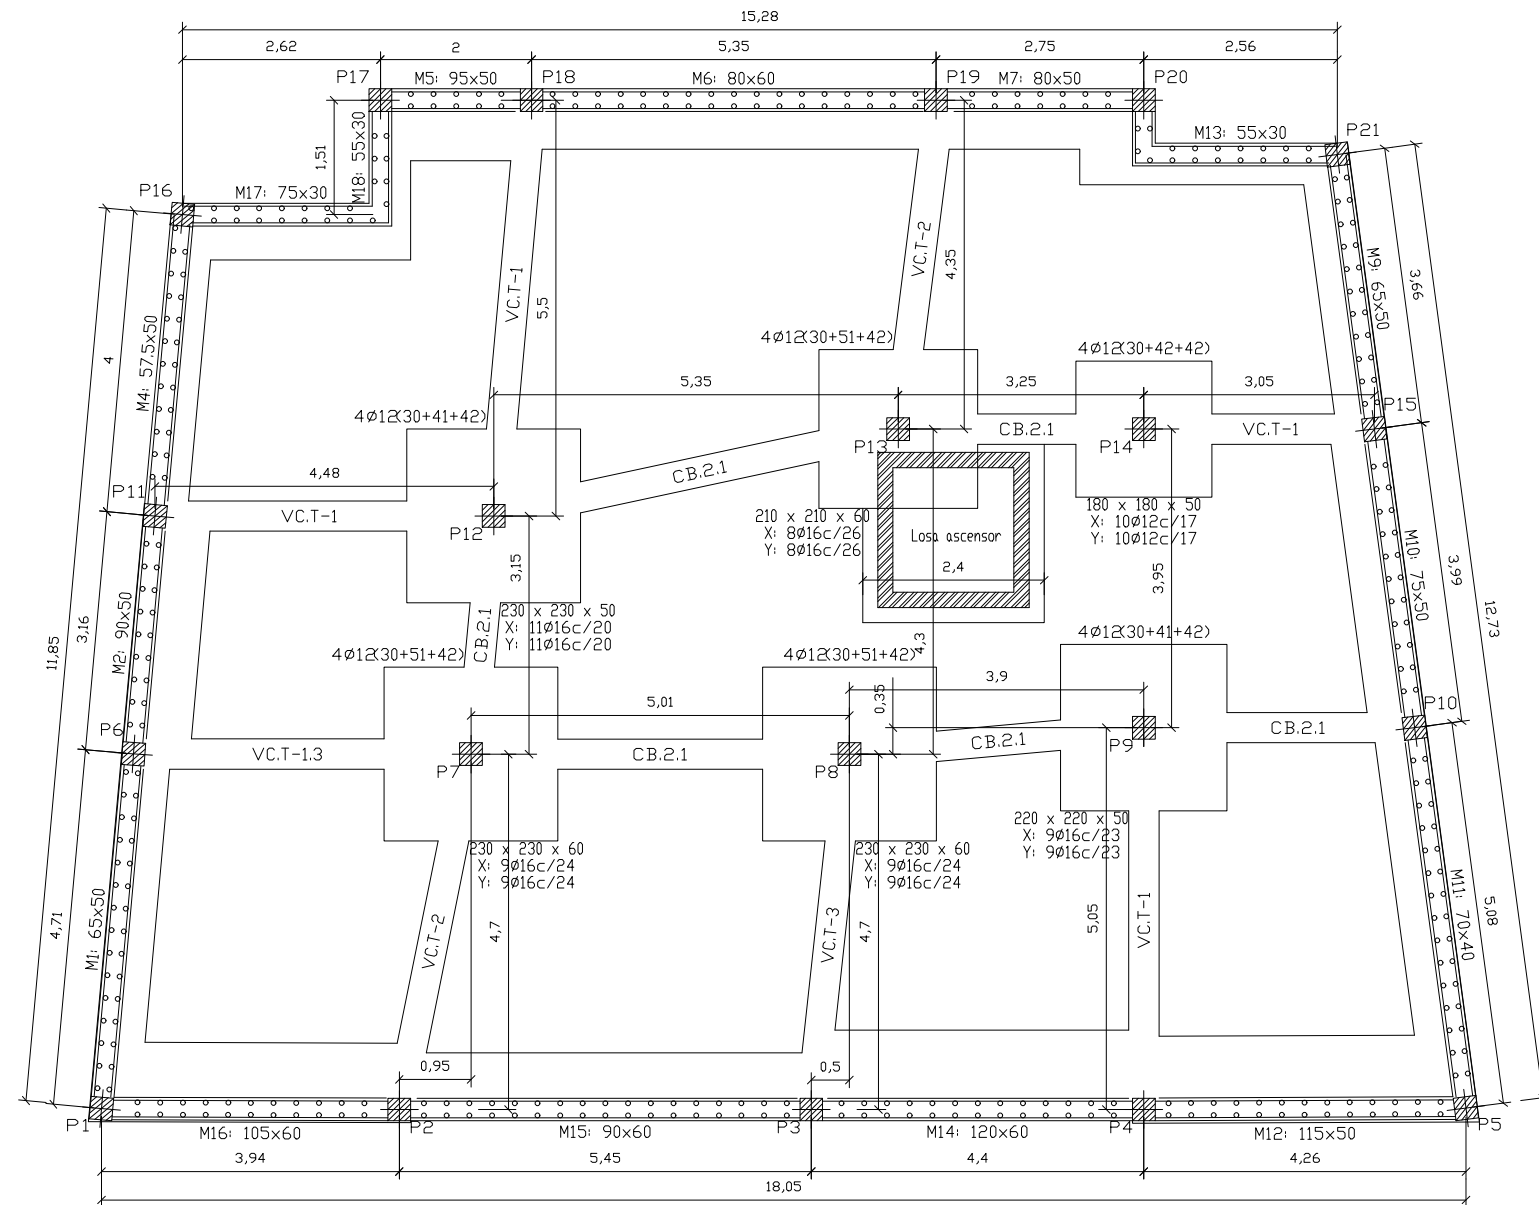 15,28
2,62
2
5,35
2,75
2,56
P17
M5: 95x50
P18
M6: 80x60
P19
M7: 80x50
P20
M13: 55x30
P21
1,51
M18: 55x30
P16
M17: 75x30
VC.T-1
5,5
VC.T-2
4,35
M9: 65x50
3,66
4
M4: 57.5x50
4Ø12(30+51+42)
4Ø12(30+42+42)
5,35
3,25
3,05
4Ø12(30+41+42)
P13
CB.2.1
P14
VC.T-1
P15
4,48
CB.2.1
P11
VC.T-1
P12
210 x 210 x 60
X: 8Ø16c/26
Y: 8Ø16c/26
Losa ascensor
180 x 180 x 50
X: 10Ø12c/17
Y: 10Ø12c/17
2,4
3,15
3,95
M10: 75x50
3,99
12,73
11,85
3,16
M2: 90x50
CB.2.1
230 x 230 x 50
X: 11Ø16c/20
Y: 11Ø16c/20
4,3
4Ø12(30+51+42)
4Ø12(30+51+42)
4Ø12(30+41+42)
3,9
0,35
5,01
P6
VC.T-1.3
P7
CB.2.1
P8
CB.2.1
P9
CB.2.1
P10
220 x 220 x 50
X: 9Ø16c/23
Y: 9Ø16c/23
230 x 230 x 60
X: 9Ø16c/24
Y: 9Ø16c/24
230 x 230 x 60
X: 9Ø16c/24
Y: 9Ø16c/24
4,71
M1: 65x50
VC.T-2
4,7
VC.T-3
4,7
5,05
VC.T-1
M11: 70x40
5,08
0,95
0,5
P1
M16: 105x60
P2
M15: 90x60
P3
M14: 120x60
P4
M12: 115x50
P5
3,94
5,45
4,4
4,26
18,05